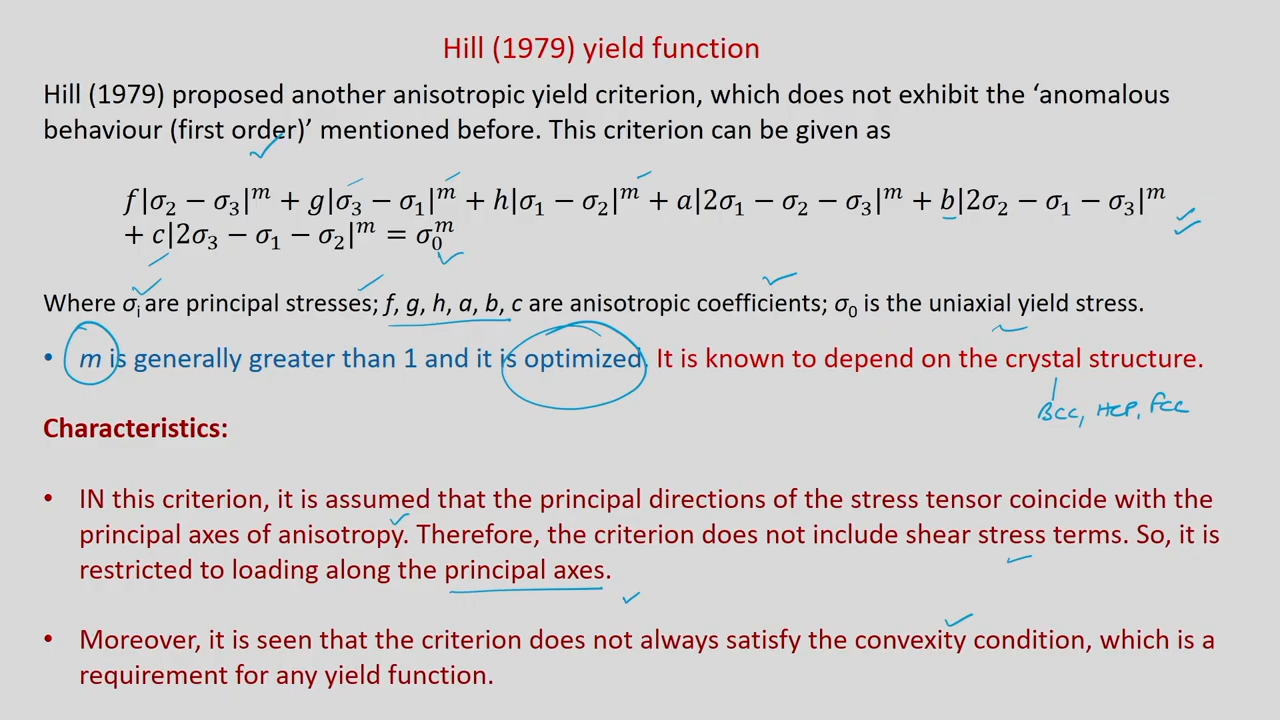 Hill (1979) yield function
Hill (1979) proposed another anisotropic yield criterion, which does not exhibit the ‘anomalous
behaviour (first order)’ mentioned before. This criterion can be given as
f|σ₂ − σ₃|ᵐ + g|σ₃ − σ₁|ᵐ + h|σ₁ − σ₂|ᵐ + a|2σ₁ − σ₂ − σ₃|ᵐ + b|2σ₂ − σ₁ − σ₃|ᵐ
+ c|2σ₃ − σ₁ − σ₂|ᵐ = σ₀ᵐ
Where σᵢ are principal stresses; f, g, h, a, b, c are anisotropic coefficients; σ₀ is the uniaxial yield stress.
• m is generally greater than 1 and it is optimized. It is known to depend on the crystal structure.
BCC, HCP, FCC
Characteristics:
• IN this criterion, it is assumed that the principal directions of the stress tensor coincide with the
principal axes of anisotropy. Therefore, the criterion does not include shear stress terms. So, it is
restricted to loading along the principal axes.
• Moreover, it is seen that the criterion does not always satisfy the convexity condition, which is a
requirement for any yield function.